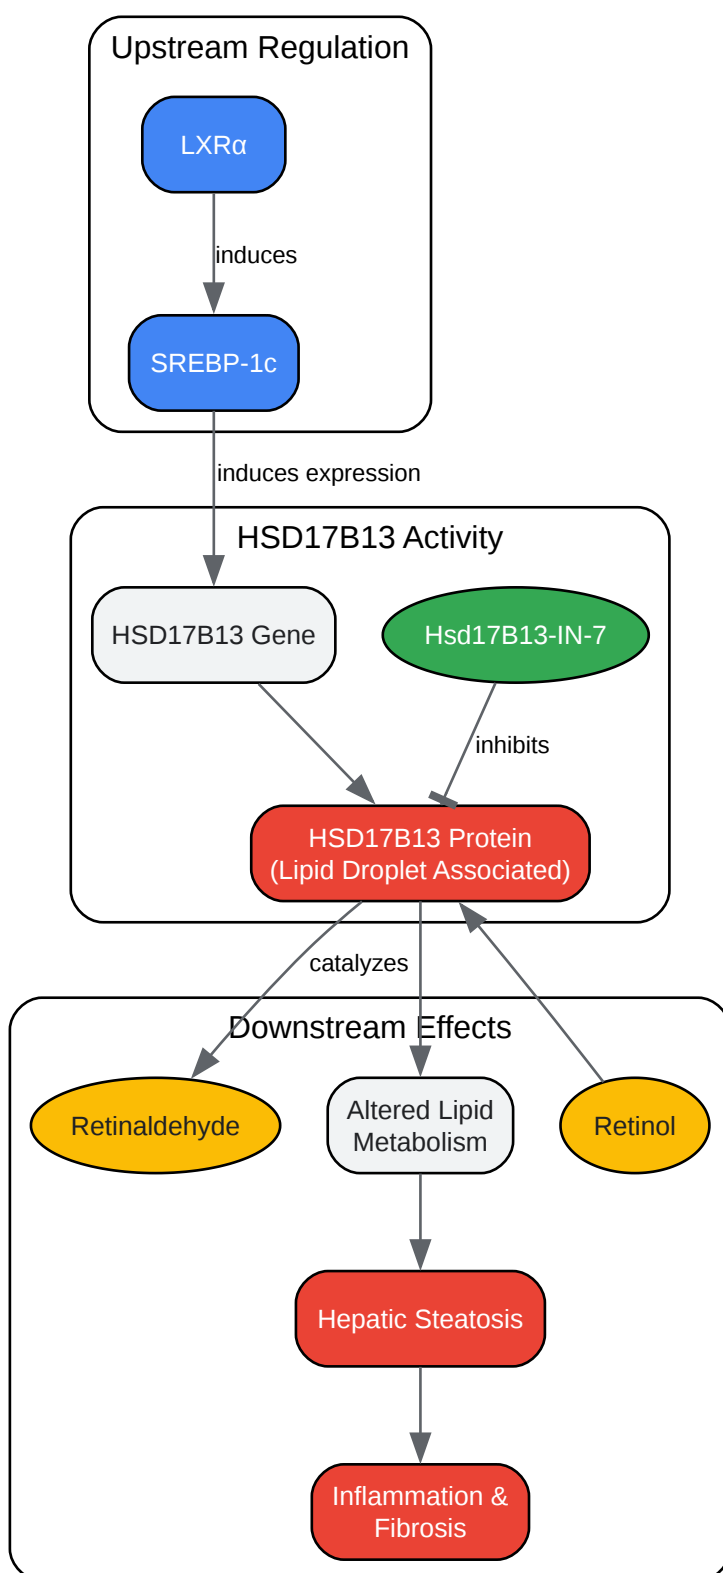 Upstream Regulation
LXRα
induces
SREBP-1c
induces expression
HSD17B13 Activity
HSD17B13 Gene
Hsd17B13-IN-7
inhibits
HSD17B13 Protein
(Lipid Droplet Associated)
catalyzes
Downstream Effects
Retinaldehyde
Altered Lipid
Metabolism
Retinol
Hepatic Steatosis
Inflammation &
Fibrosis